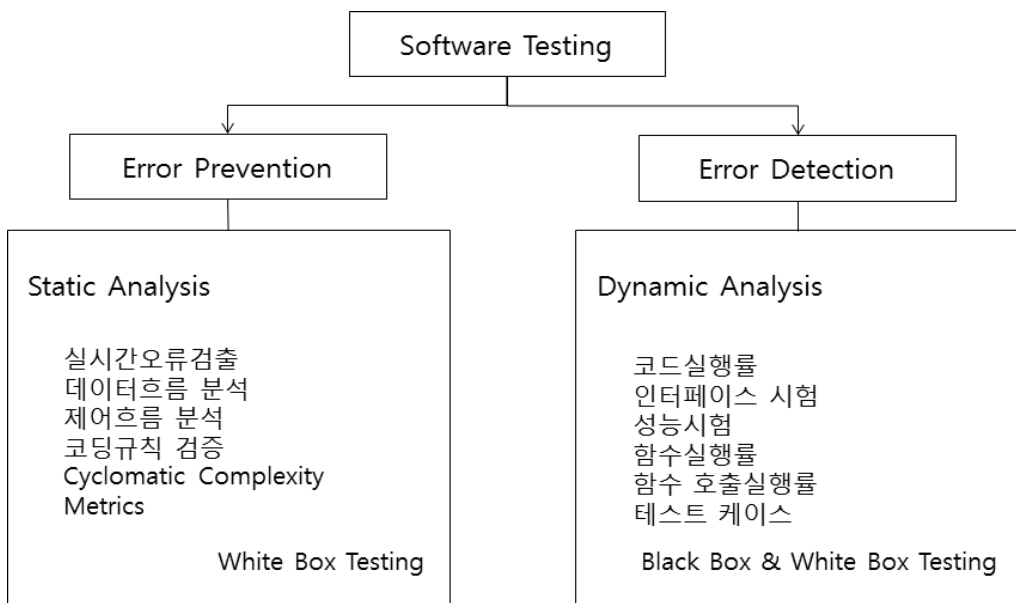 Software Testing
Error Prevention
Error Detection
Static Analysis
실시간오류검출
데이터흐름 분석
제어흐름 분석
코딩규칙 검증
Cyclomatic Complexity
Metrics
White Box Testing
Dynamic Analysis
코드실행률
인터페이스 시험
성능시험
함수실행률
함수 호출실행률
테스트 케이스
Black Box & White Box Testing